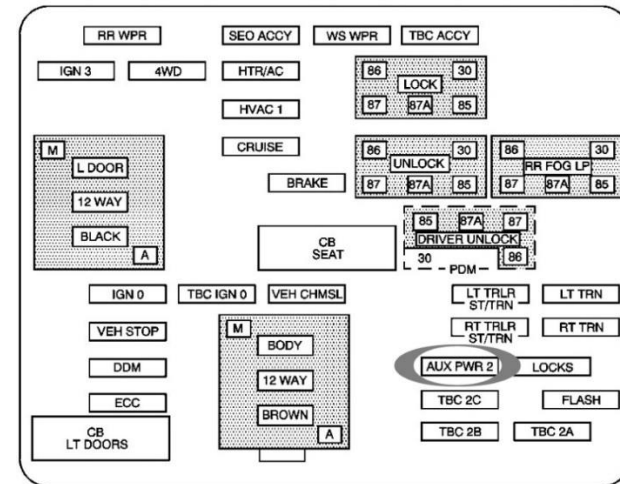 RR WPR SEO ACCY WS WPR TBC ACCY
IGN 3 4WD HTR/AC
86 30
LOCK
87 87A 85
HVAC 1
CRUISE
86 30
UNLOCK
87 87A 85
86 30
RR FOG LP
87 87A 85
M
L DOOR
12 WAY
BLACK
A
BRAKE
CB
SEAT
85 87A 87
DRIVER UNLOCK
30 86
PDM
IGN 0 TBC IGN 0 VEH CHMSL
LT TRLR
ST/TRN
LT TRN
VEH STOP
M
BODY
12 WAY
BROWN
A
RT TRLR
ST/TRN
RT TRN
DDM
AUX PWR 2 LOCKS
ECC
TBC 2C FLASH
CB
LT DOORS
TBC 2B TBC 2A